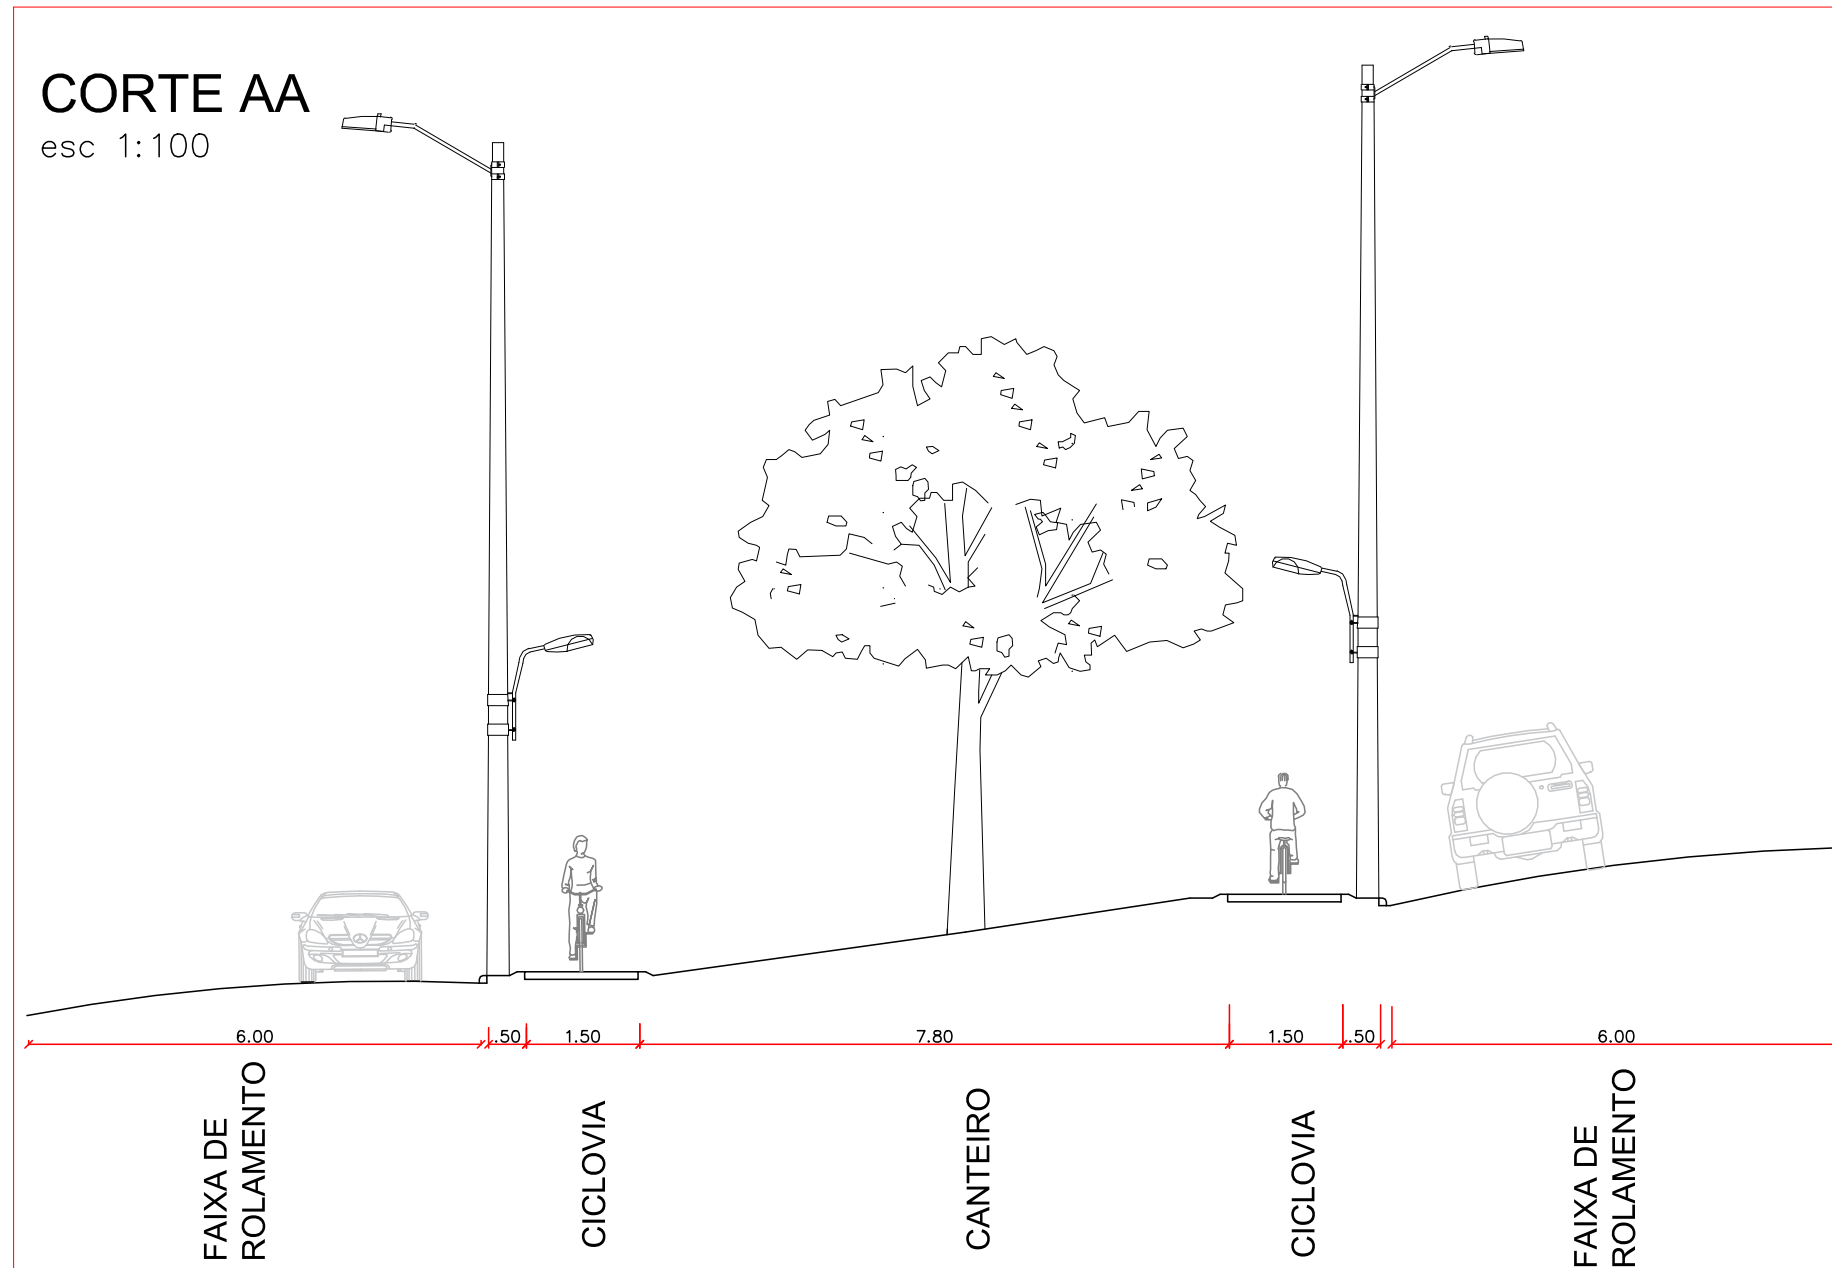 CORTE AA
esc 1:100
6.00
.50
1.50
7.80
1.50
.50
6.00
FAIXA DE
ROLAMENTO
CICLOVIA
CANTEIRO
CICLOVIA
FAIXA DE
ROLAMENTO